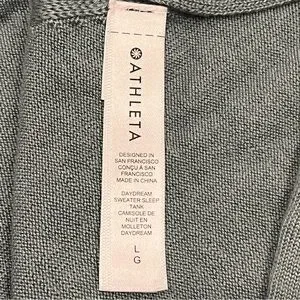 ATHLETA
DESIGNED IN
SAN FRANCISCO
CONÇU À SAN
FRANCISCO
MADE IN CHINA
DAYDREAM
SWEATER SLEEP
TANK
CAMISOLE DE
NUIT EN
MOLLETON
DAYDREAM
L
G